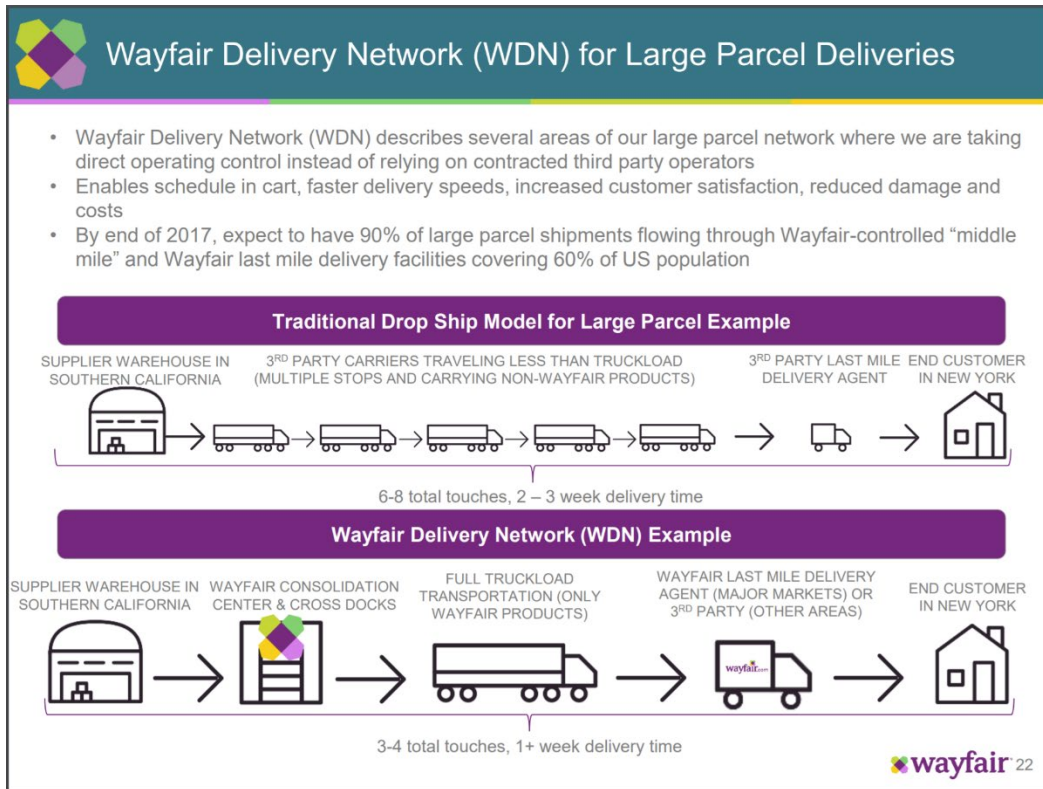 Wayfair Delivery Network (WDN) for Large Parcel Deliveries
• Wayfair Delivery Network (WDN) describes several areas of our large parcel network where we are taking
direct operating control instead of relying on contracted third party operators
• Enables schedule in cart, faster delivery speeds, increased customer satisfaction, reduced damage and
costs
• By end of 2017, expect to have 90% of large parcel shipments flowing through Wayfair-controlled “middle
mile” and Wayfair last mile delivery facilities covering 60% of US population
Traditional Drop Ship Model for Large Parcel Example
SUPPLIER WAREHOUSE IN
SOUTHERN CALIFORNIA
3RD PARTY CARRIERS TRAVELING LESS THAN TRUCKLOAD
(MULTIPLE STOPS AND CARRYING NON-WAYFAIR PRODUCTS)
3RD PARTY LAST MILE
DELIVERY AGENT
END CUSTOMER
IN NEW YORK
6-8 total touches, 2 – 3 week delivery time
Wayfair Delivery Network (WDN) Example
SUPPLIER WAREHOUSE IN
SOUTHERN CALIFORNIA
WAYFAIR CONSOLIDATION
CENTER & CROSS DOCKS
FULL TRUCKLOAD
TRANSPORTATION (ONLY
WAYFAIR PRODUCTS)
WAYFAIR LAST MILE DELIVERY
AGENT (MAJOR MARKETS) OR
3RD PARTY (OTHER AREAS)
END CUSTOMER
IN NEW YORK
wayfair.com
3-4 total touches, 1+ week delivery time
wayfair 22